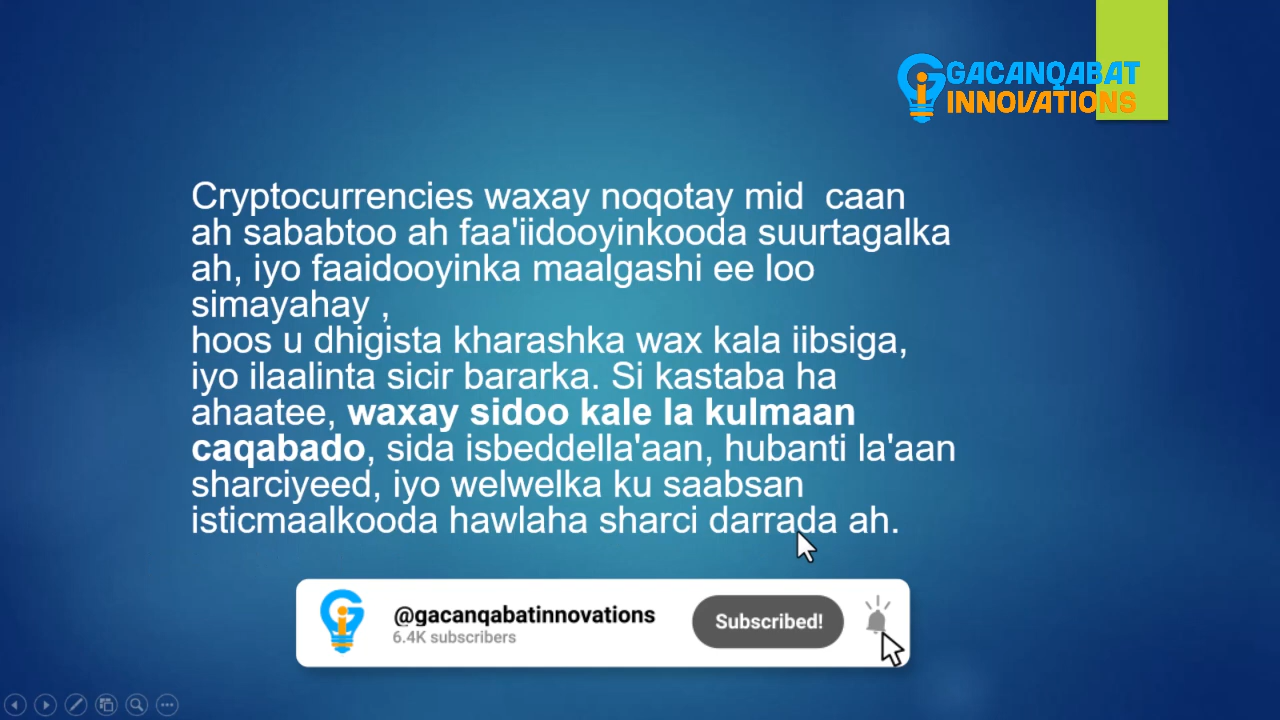 GACANQABAT
INNOVATIONS
Cryptocurrencies waxay noqotay mid  caan
ah sababtoo ah faa'iidooyinkooda suurtagalka
ah, iyo faaidooyinka maalgashi ee loo
simayahay ,
hoos u dhigista kharashka wax kala iibsiga,
iyo ilaalinta sicir bararka. Si kastaba ha
ahaatee, waxay sidoo kale la kulmaan
caqabado, sida isbeddella'aan, hubanti la'aan
sharciyeed, iyo welwelka ku saabsan
isticmaalkooda hawlaha sharci darrada ah.
@gacanqabatinnovations
6.4K subscribers
Subscribed!